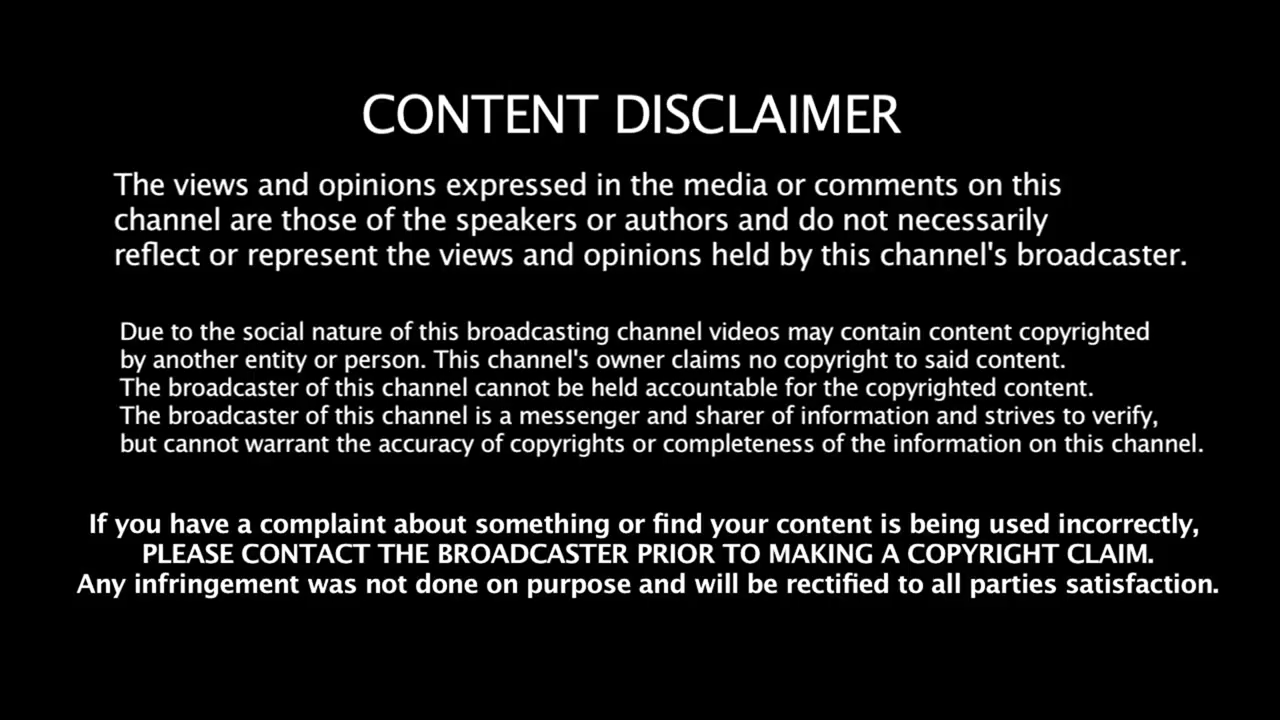 CONTENT DISCLAIMER
The views and opinions expressed in the media or comments on this
channel are those of the speakers or authors and do not necessarily
reflect or represent the views and opinions held by this channel's broadcaster.
Due to the social nature of this broadcasting channel videos may contain content copyrighted
by another entity or person. This channel's owner claims no copyright to said content.
The broadcaster of this channel cannot be held accountable for the copyrighted content.
The broadcaster of this channel is a messenger and sharer of information and strives to verify,
but cannot warrant the accuracy of copyrights or completeness of the information on this channel.
If you have a complaint about something or find your content is being used incorrectly,
PLEASE CONTACT THE BROADCASTER PRIOR TO MAKING A COPYRIGHT CLAIM.
Any infringement was not done on purpose and will be rectified to all parties satisfaction.